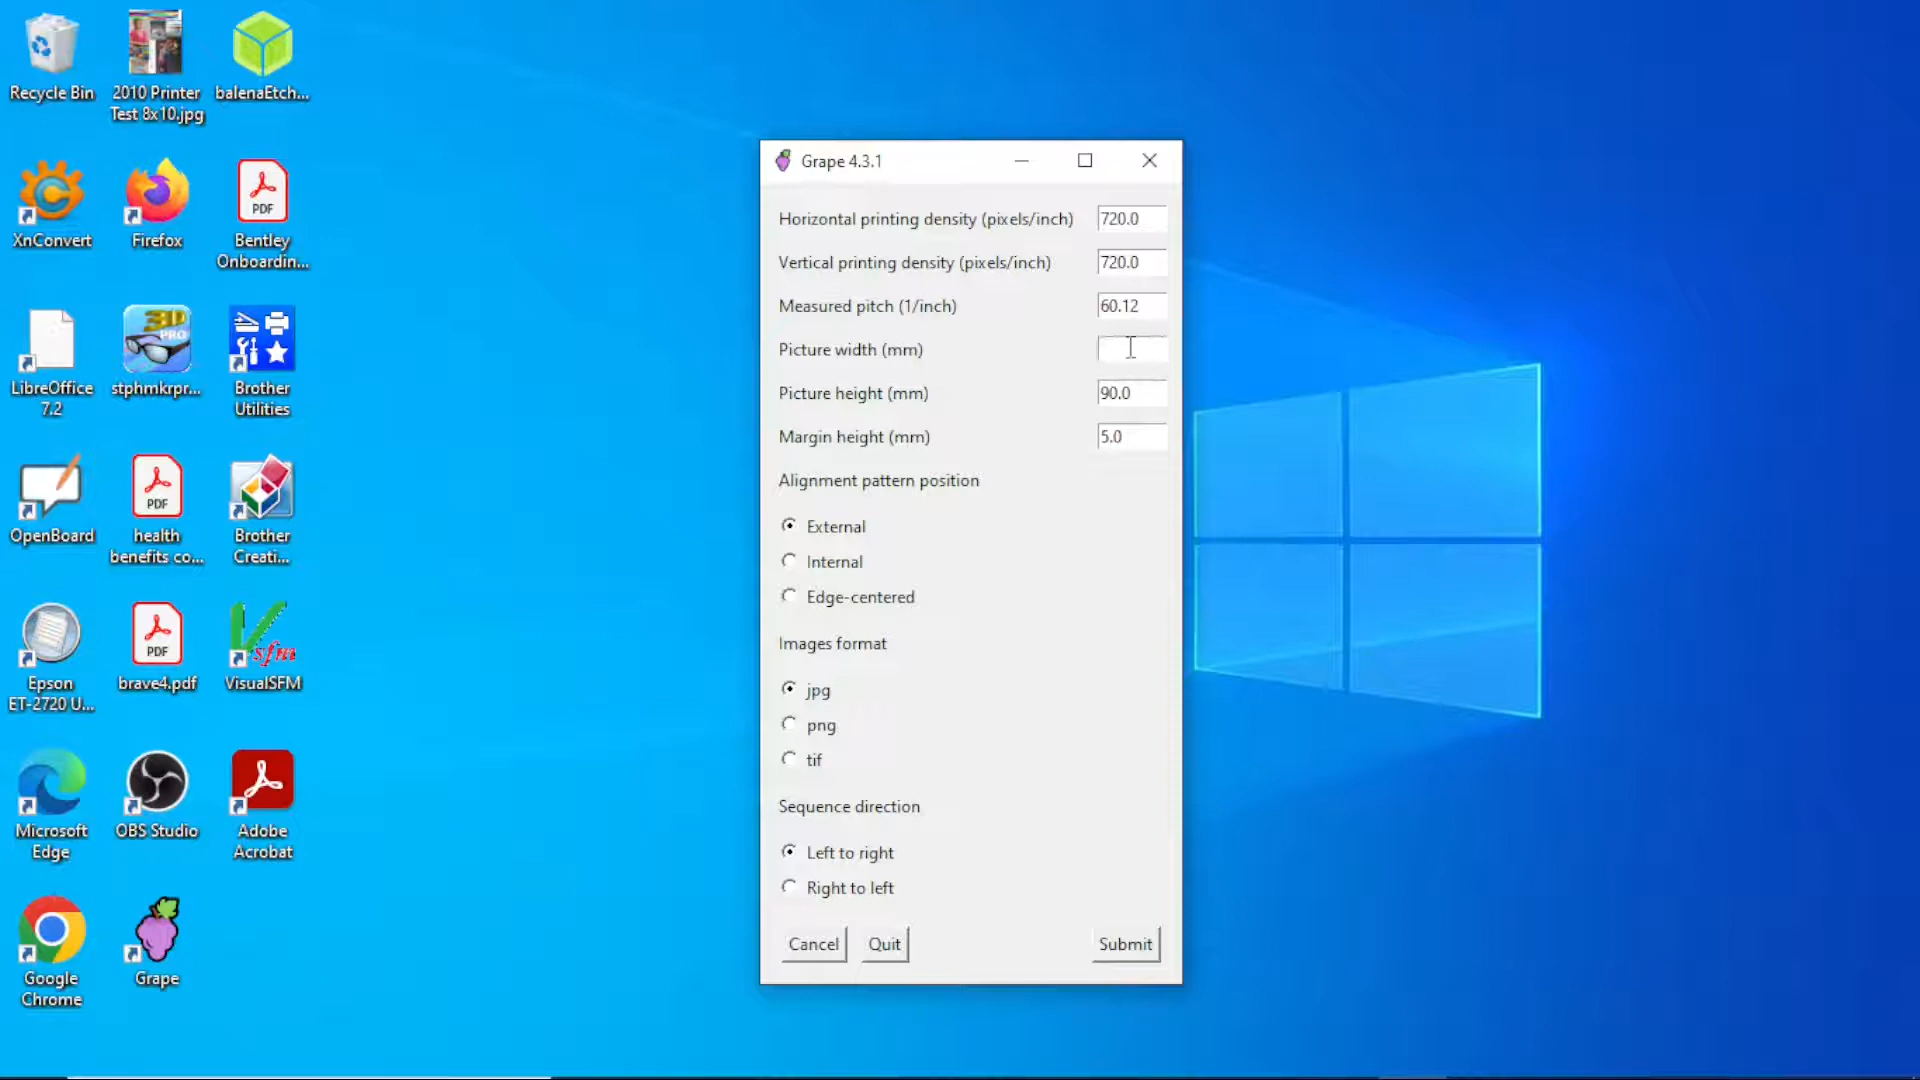 Recycle Bin
2010 Printer
Test 8x10.jpg
balenaEtch...
XnConvert
Firefox
PDF
Bentley
Onboardin...
LibreOffice
7.2
3D
PRO
stphmkrpr...
Brother
Utilities
OpenBoard
PDF
health
benefits co...
Brother
Creati...
Epson
ET-2720 U...
PDF
brave4.pdf
sfm
VisualSFM
Microsoft
Edge
OBS Studio
Adobe
Acrobat
Google
Chrome
Grape
Grape 4.3.1
Horizontal printing density (pixels/inch) 720.0
Vertical printing density (pixels/inch) 720.0
Measured pitch (1/inch) 60.12
Picture width (mm)
Picture height (mm) 90.0
Margin height (mm) 5.0
Alignment pattern position
External
Internal
Edge-centered
Images format
jpg
png
tif
Sequence direction
Left to right
Right to left
Cancel Quit Submit